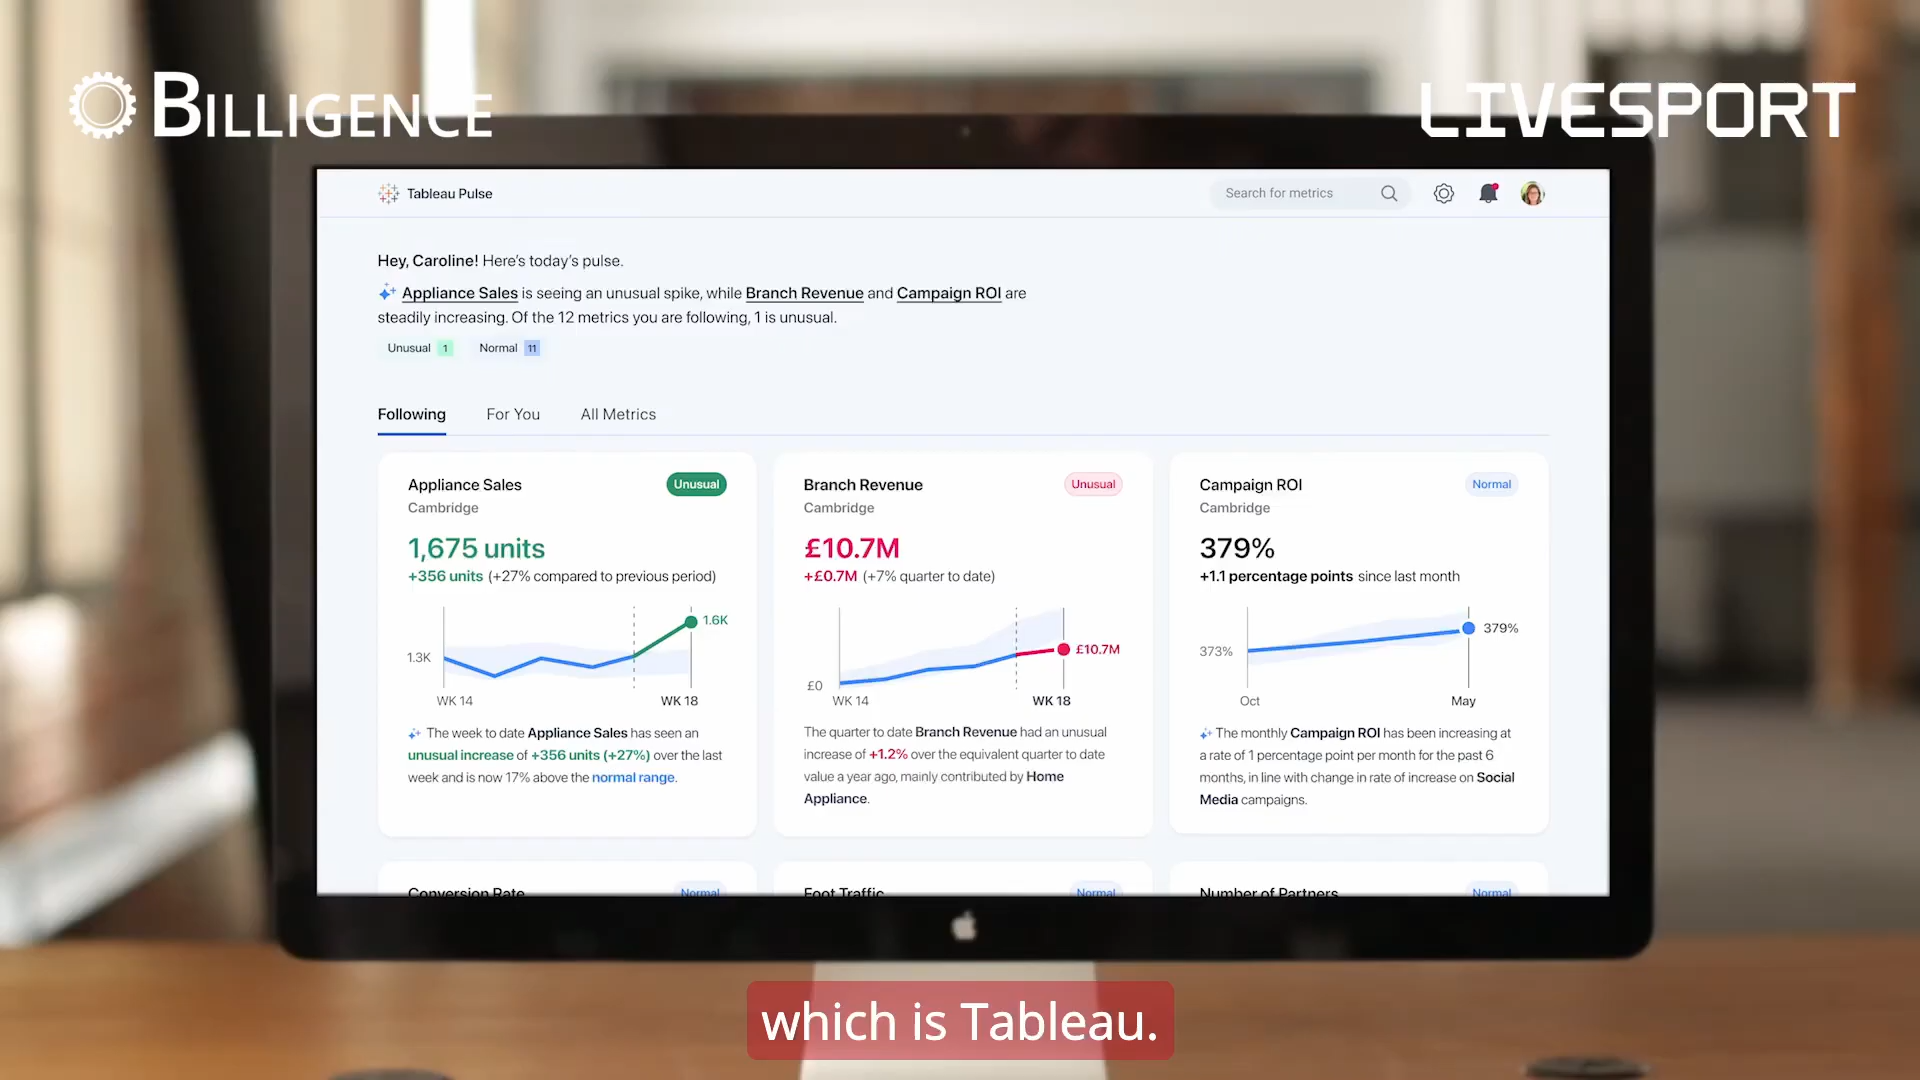 BILLIGENCE
LIVESPORT
Tableau Pulse
Search for metrics
Hey, Caroline! Here's today's pulse.
Appliance Sales is seeing an unusual spike, while Branch Revenue and Campaign ROI are
steadily increasing. Of the 12 metrics you are following, 1 is unusual.
Unusual 1 Normal 11
Following For You All Metrics
Appliance Sales Unusual
Cambridge
1,675 units
+356 units (+27% compared to previous period)
1.6K
1.3K
WK 14 WK 18
The week to date Appliance Sales has seen an
unusual increase of +356 units (+27%) over the last
week and is now 17% above the normal range.
Branch Revenue Unusual
Cambridge
£10.7M
+£0.7M (+7% quarter to date)
£10.7M
£0
WK 14 WK 18
The quarter to date Branch Revenue had an unusual
increase of +1.2% over the equivalent quarter to date
value a year ago, mainly contributed by Home
Appliance.
Campaign ROI Normal
Cambridge
379%
+1.1 percentage points since last month
379%
373%
Oct May
The monthly Campaign ROI has been increasing at
a rate of 1 percentage point per month for the past 6
months, in line with change in rate of increase on Social
Media campaigns.
Conversion Rate Normal
Foot Traffic Normal
Number of Partners Normal
which is Tableau.